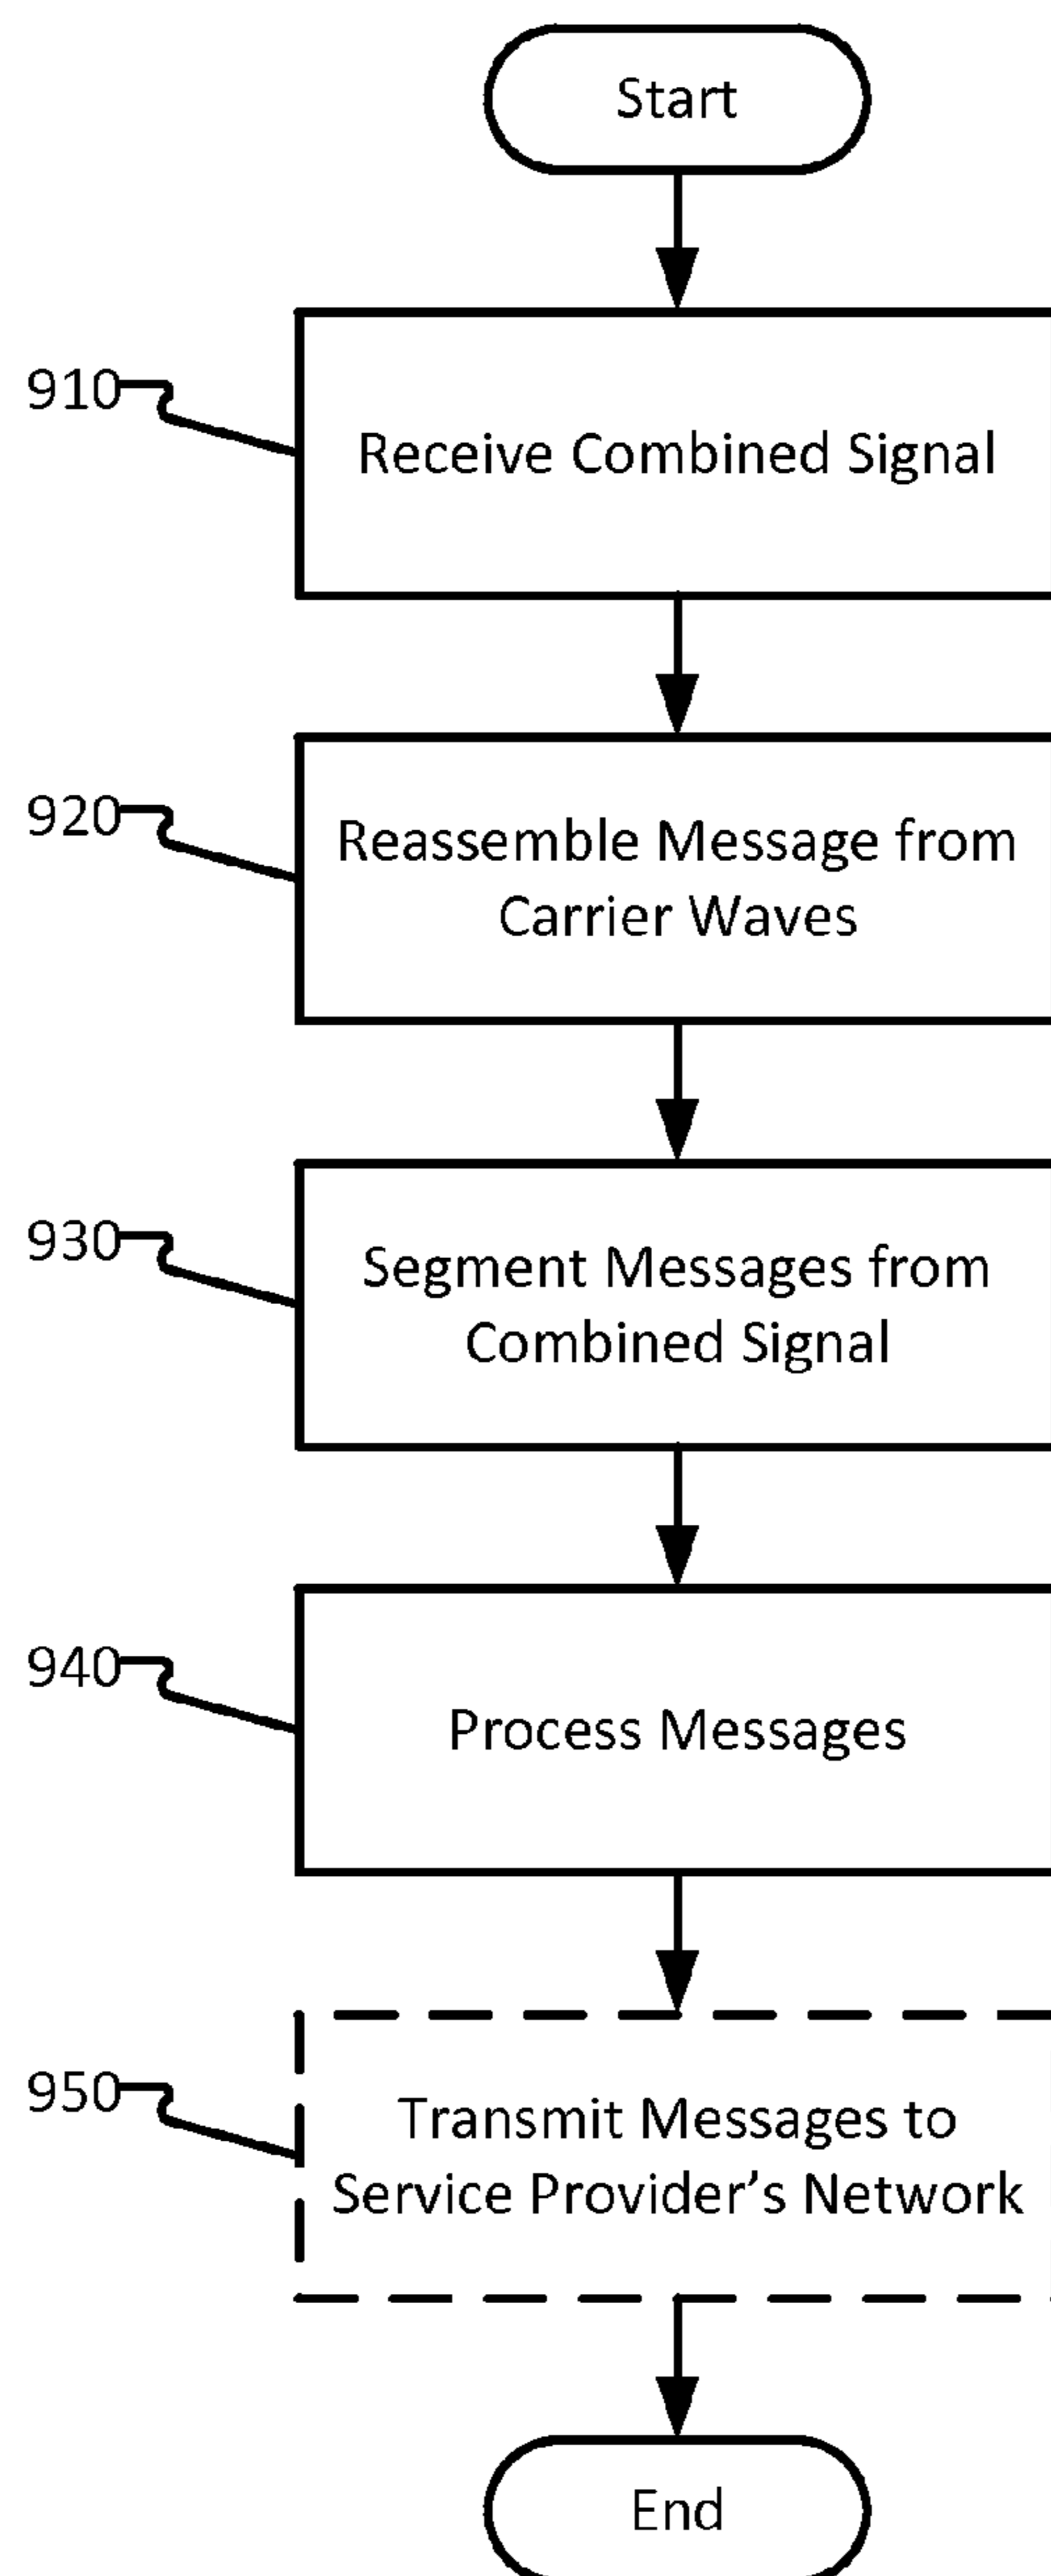 Start
910
Receive Combined Signal
920
Reassemble Message from
Carrier Waves
930
Segment Messages from
Combined Signal
940
Process Messages
950
Transmit Messages to
Service Provider’s Network
End